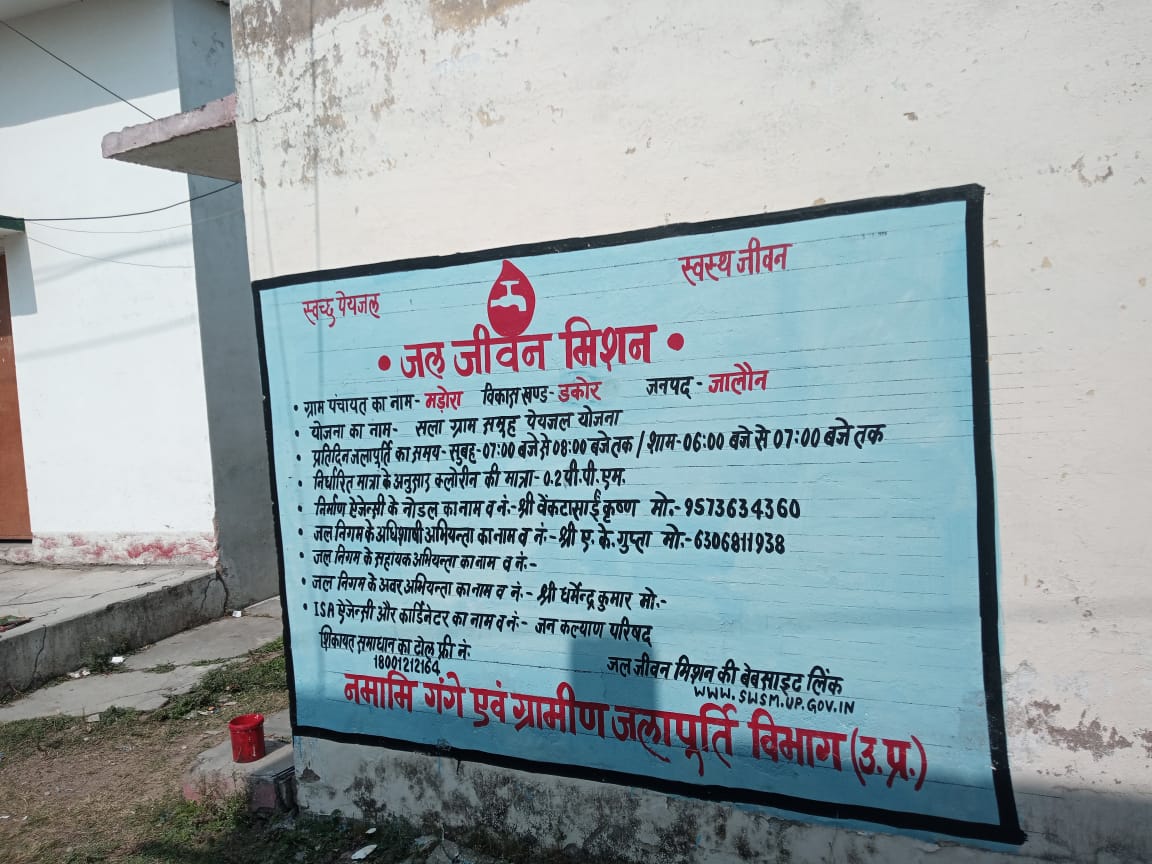 स्वच्छ पेयजल
स्वस्थ जीवन
• जल जीवन मिशन •
• ग्राम पंचायत का नाम- मड़ोरा विकास खण्ड- डकोर जनपद- जालौन
• योजना का नाम- सला ग्राम समूह पेयजल योजना
• प्रतिदिन जलापूर्ति का समय- सुबह-07:00 बजे से 08:00 बजे तक / शाम-06:00 बजे से 07:00 बजे तक
• निर्धारित मात्रा के अनुसार क्लोरीन की मात्रा- 0.2 पी.पी.एम.
• निर्माण ऐजेन्सी के नोडल का नाम व नं:- श्री वेंकटासाई कृष्ण मो:- 9573634360
• जल निगम के अधिशाषी अभियन्ता का नाम व नं:- श्री ए. के. गुप्ता मो:- 6306811938
• जल निगम के सहायक अभियन्ता का नाम व नं:-
• जल निगम के अवर अभियन्ता का नाम व नं:- श्री धर्मेन्द्र कुमार मो:-
• ISA ऐजेन्सी और कार्डिनेटर का नाम व नं:- जन कल्याण परिषद
शिकायत समाधान का टोल फ्री नं:
18001212164
जल जीवन मिशन की बेबसाइट लिंक
WWW.SWSM.UP.GOV.IN
नमामि गंगे एवं ग्रामीण जलापूर्ति विभाग (उ.प्र.)